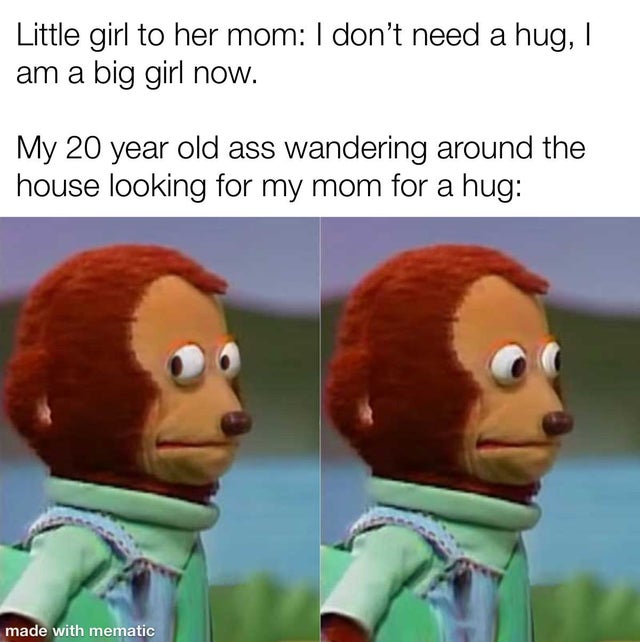 Little girl to her mom: I don’t need a hug, I
am a big girl now.
My 20 year old ass wandering around the
house looking for my mom for a hug:
made with mematic